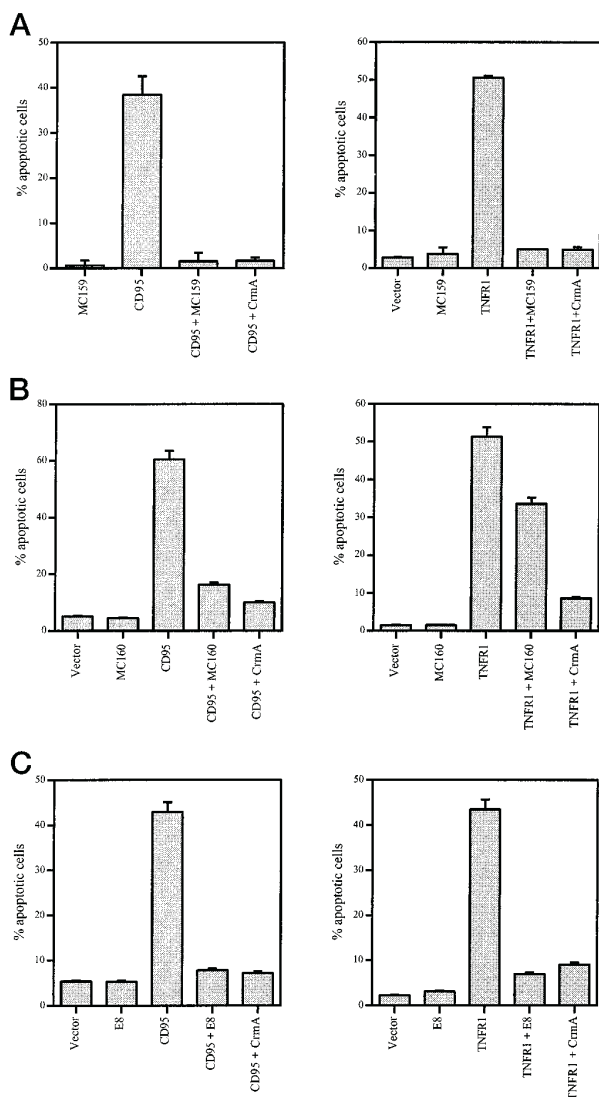 A
% apoptotic cells
50
40
30
20
10
0
MC159
CD95
CD95 + MC159
CD95 + CrmA
% apoptotic cells
60
50
40
30
20
10
0
Vector
MC159
TNFR1
TNFR1+MC159
TNFR1+CrmA
B
% apoptotic cells
80
60
40
20
0
Vector
MC160
CD95
CD95 + MC160
CD95 + CrmA
% apoptotic cells
60
50
40
30
20
10
0
Vector
MC160
TNFR1
TNFR1 + MC160
TNFR1 + CrmA
C
% apoptotic cells
50
40
30
20
10
0
Vector
E8
CD95
CD95 + E8
CD95 + CrmA
% apoptotic cells
50
40
30
20
10
0
Vector
E8
TNFR1
TNFR1 + E8
TNFR1 + CrmA